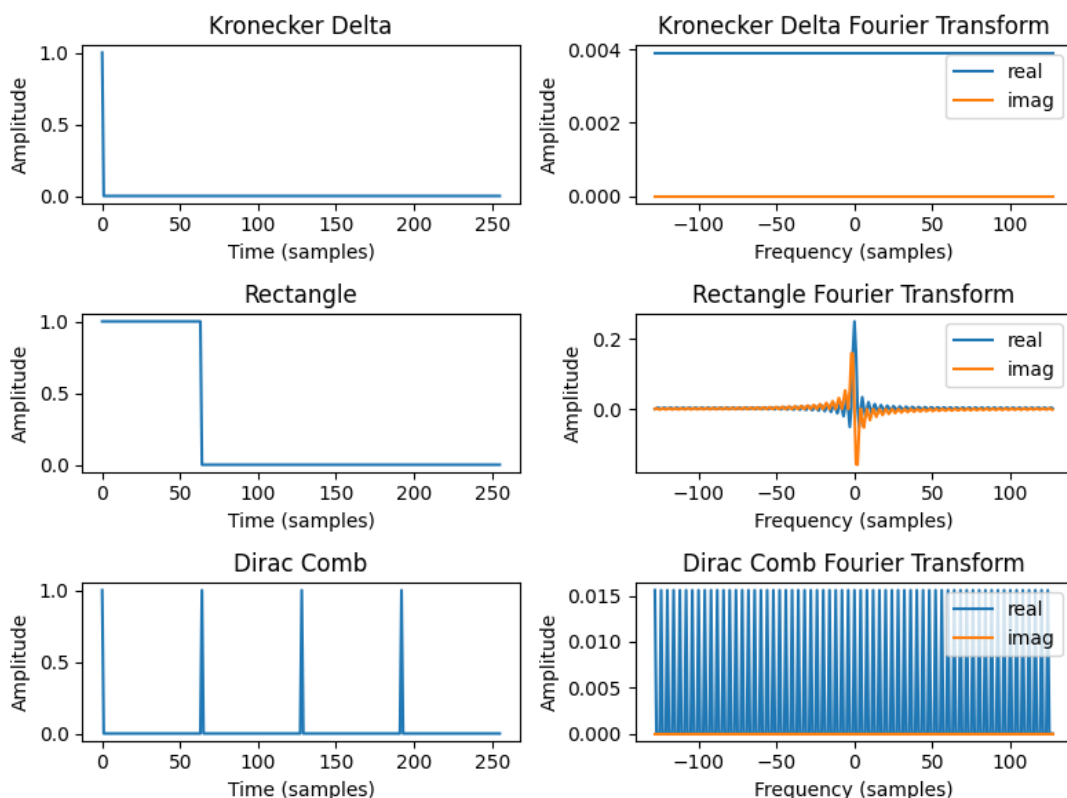 Kronecker Delta
Amplitude
1.0
0.5
0.0
0 50 100 150 200 250
Time (samples)
Kronecker Delta Fourier Transform
Amplitude
0.004
0.002
0.000
real
imag
−100 −50 0 50 100
Frequency (samples)
Rectangle
Amplitude
1.0
0.5
0.0
0 50 100 150 200 250
Time (samples)
Rectangle Fourier Transform
Amplitude
0.2
0.0
real
imag
−100 −50 0 50 100
Frequency (samples)
Dirac Comb
Amplitude
1.0
0.5
0.0
0 50 100 150 200 250
Time (samples)
Dirac Comb Fourier Transform
Amplitude
0.015
0.010
0.005
0.000
real
imag
−100 −50 0 50 100
Frequency (samples)